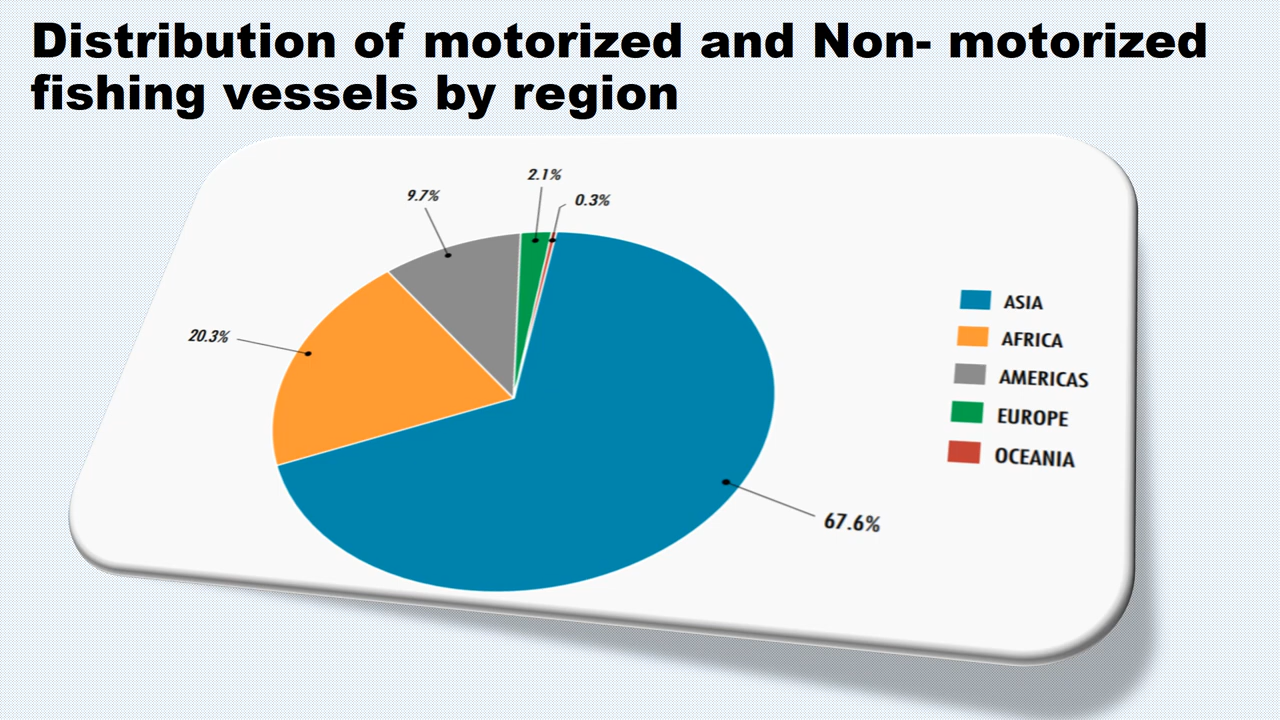 Distribution of motorized and Non- motorized
fishing vessels by region
2.1%
9.7%
0.3%
20.3%
67.6%
ASIA
AFRICA
AMERICAS
EUROPE
OCEANIA